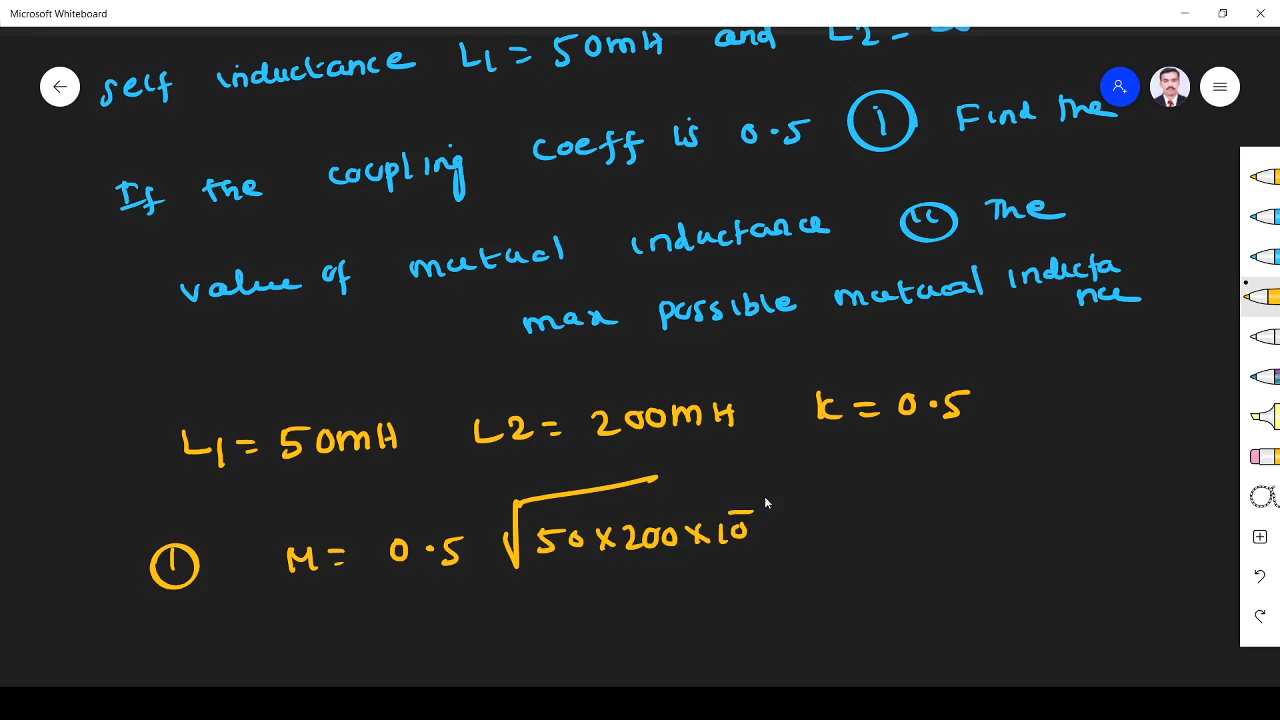 Microsoft Whiteboard
self inductance L1 = 50mH and L2 =
If the coupling coeff is 0.5 (i) Find the
value of mutual inductance (ii) The
max possible mutual inducta
nce
L1 = 50mH L2 = 200mH K = 0.5
(1) M = 0.5 √50×200×10⁻